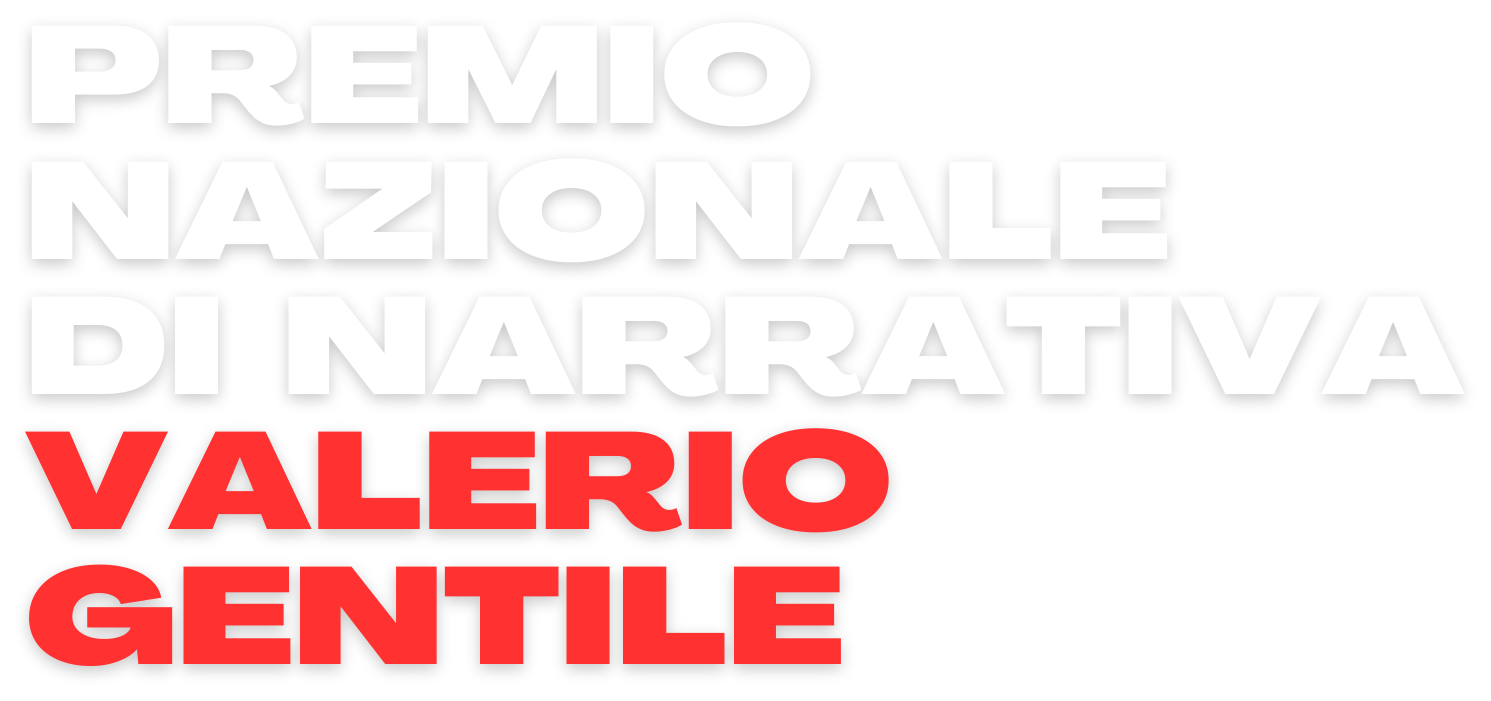 PREMIO
NAZIONALE
DI NARRATIVA
VALERIO
GENTILE